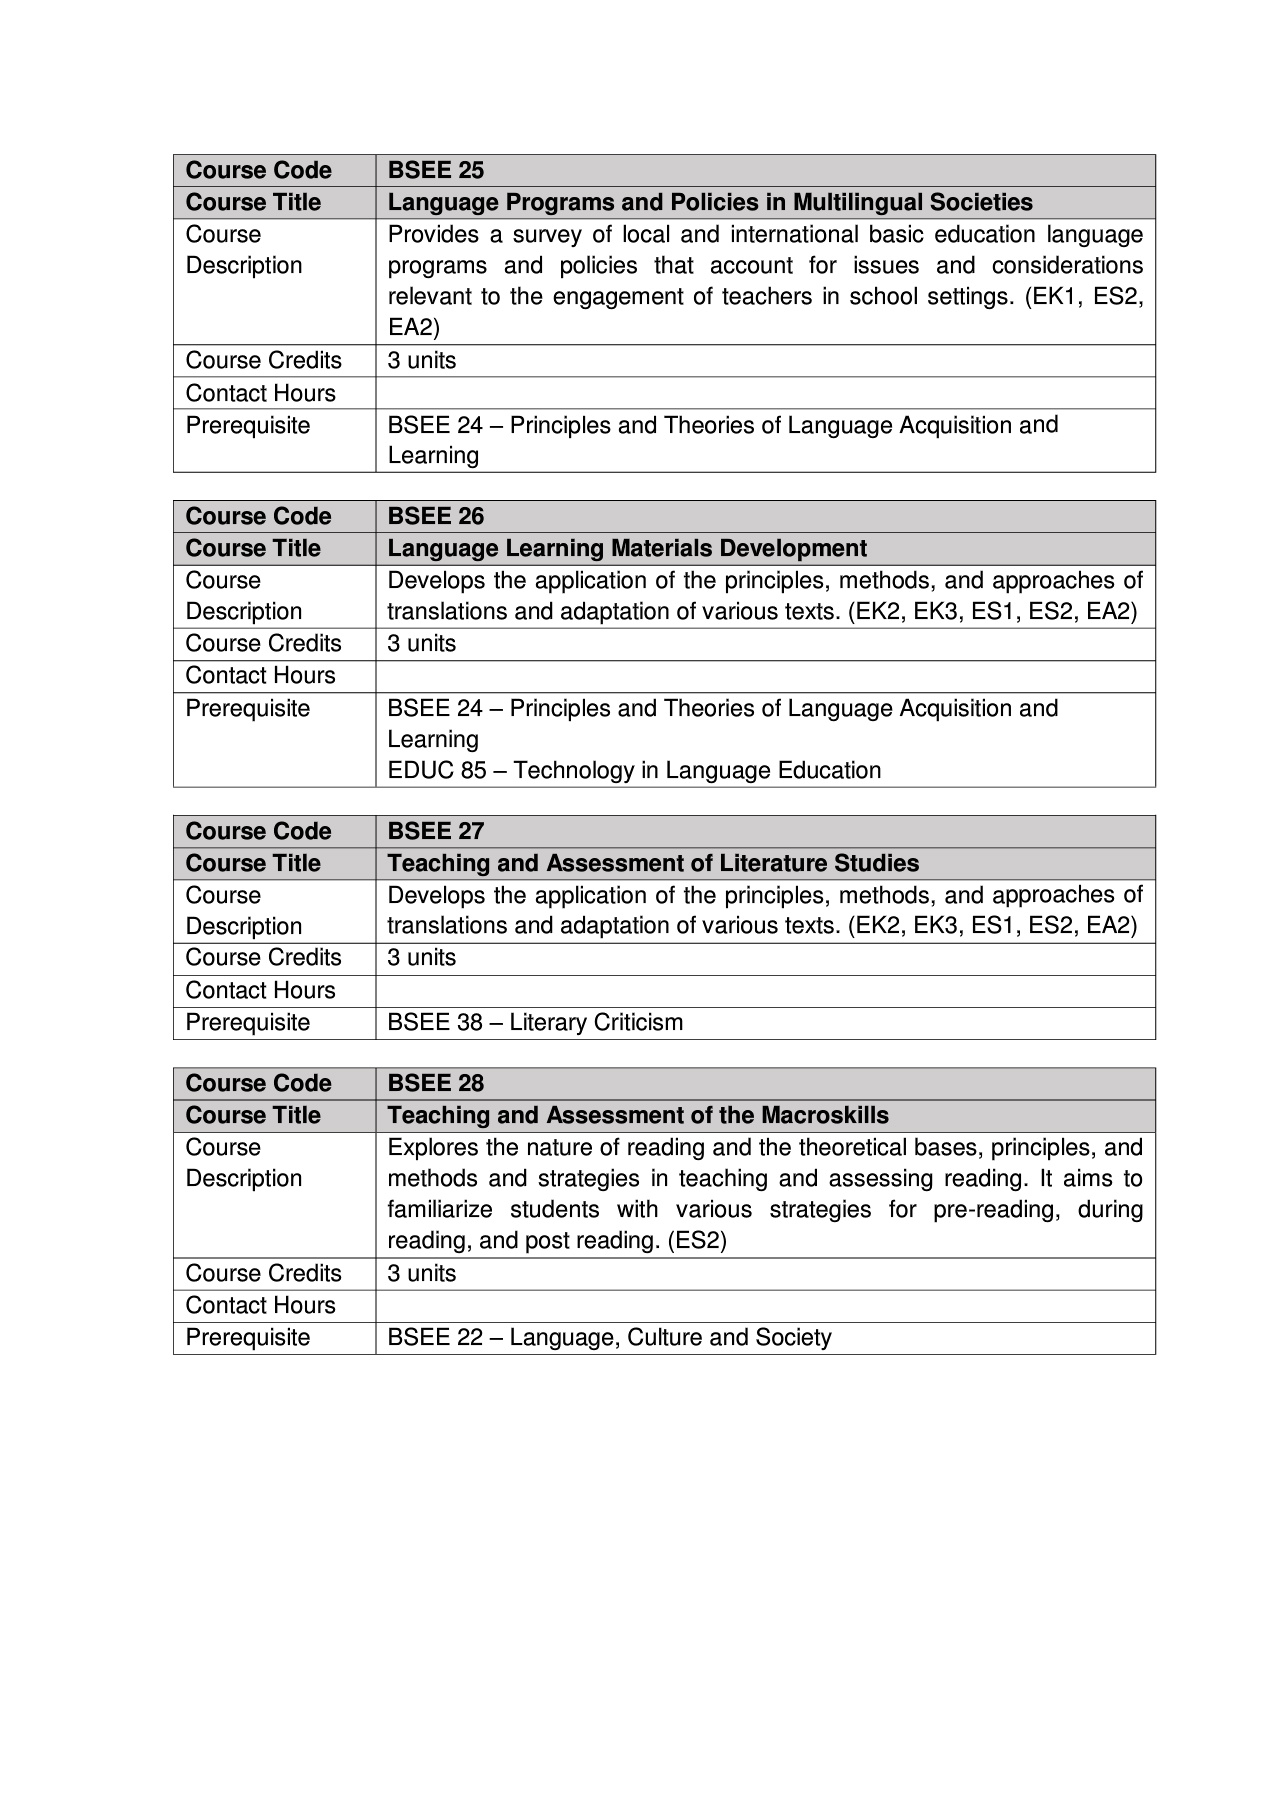 Course Code BSEE 25
Course Title Language Programs and Policies in Multilingual Societies
Course Provides a survey of local and international basic education language
Description programs and policies that account for issues and considerations
relevant to the engagement of teachers in school settings. (EK1, ES2,
EA2)
Course Credits 3 units
Contact Hours
Prerequisite BSEE 24 – Principles and Theories of Language Acquisition and
Learning
Course Code BSEE 26
Course Title Language Learning Materials Development
Course Develops the application of the principles, methods, and approaches of
Description translations and adaptation of various texts. (EK2, EK3, ES1, ES2, EA2)
Course Credits 3 units
Contact Hours
Prerequisite BSEE 24 – Principles and Theories of Language Acquisition and
Learning
EDUC 85 – Technology in Language Education
Course Code BSEE 27
Course Title Teaching and Assessment of Literature Studies
Course Develops the application of the principles, methods, and approaches of
Description translations and adaptation of various texts. (EK2, EK3, ES1, ES2, EA2)
Course Credits 3 units
Contact Hours
Prerequisite BSEE 38 – Literary Criticism
Course Code BSEE 28
Course Title Teaching and Assessment of the Macroskills
Course Explores the nature of reading and the theoretical bases, principles, and
Description methods and strategies in teaching and assessing reading. It aims to
familiarize students with various strategies for pre-reading, during
reading, and post reading. (ES2)
Course Credits 3 units
Contact Hours
Prerequisite BSEE 22 – Language, Culture and Society